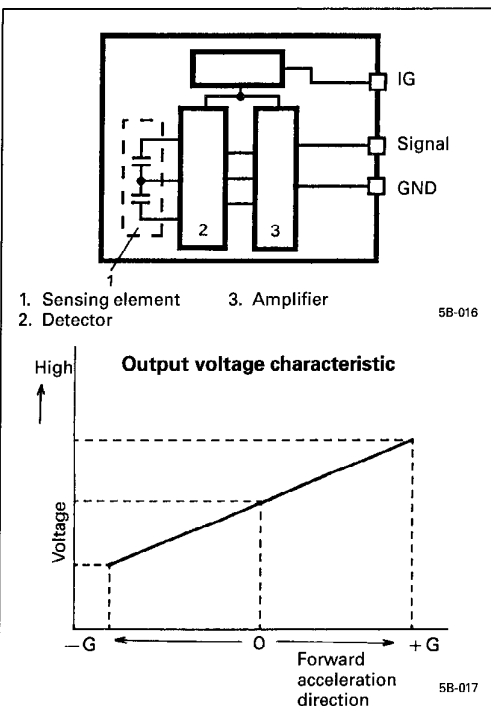 IG
Signal
GND
2
3
1
1. Sensing element 3. Amplifier
2. Detector
5B-016
High
Output voltage characteristic
Voltage
—G
0
+G
Forward
acceleration
direction
5B-017